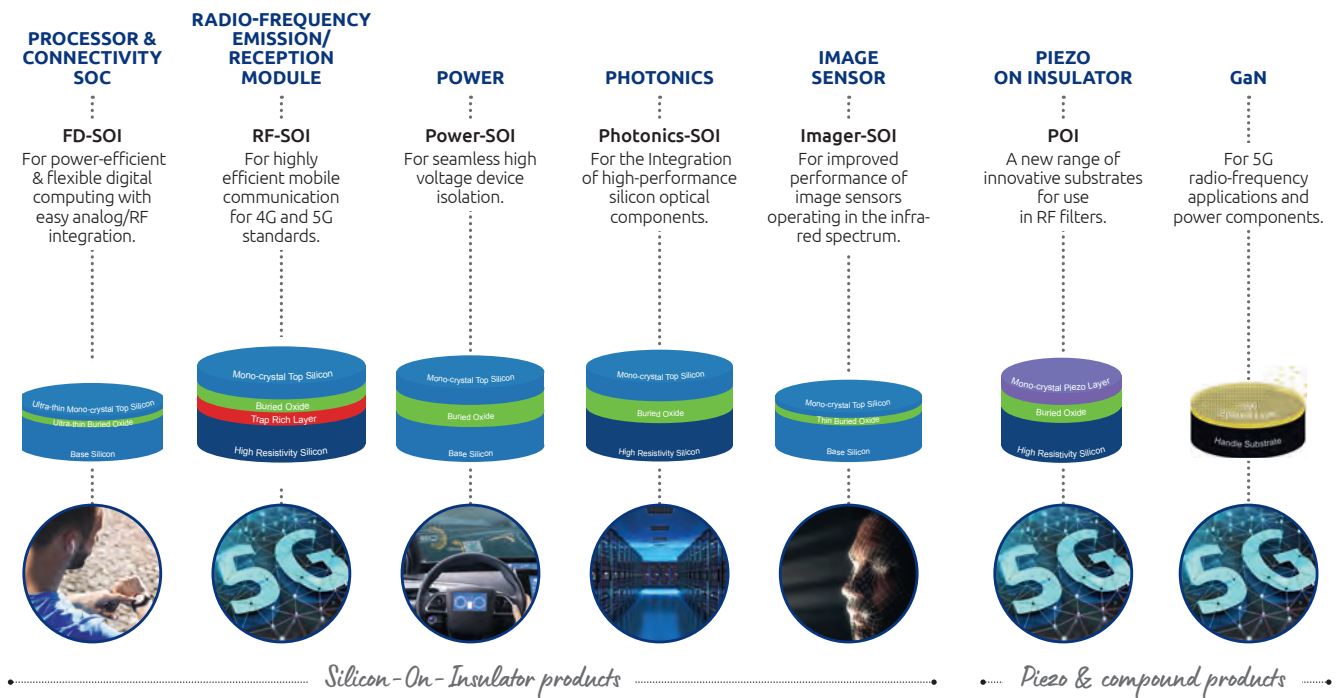 PROCESSOR &
CONNECTIVITY
SOC
FD-SOI
For power-efficient
& flexible digital
computing with
easy analog/RF
integration.
Ultra-thin Mono-crystal Top Silicon
Ultra-thin Buried Oxide
Base Silicon
RADIO-FREQUENCY
EMISSION/
RECEPTION
MODULE
RF-SOI
For highly
efficient mobile
communication
for 4G and 5G
standards.
Mono-crystal Top Silicon
Buried Oxide
Trap Rich Layer
High Resistivity Silicon
5G
POWER
Power-SOI
For seamless high
voltage device
isolation.
Mono-crystal Top Silicon
Buried Oxide
Base Silicon
PHOTONICS
Photonics-SOI
For the Integration
of high-performance
silicon optical
components.
Mono-crystal Top Silicon
Buried Oxide
High Resistivity Silicon
IMAGE
SENSOR
Imager-SOI
For improved
performance of
image sensors
operating in the infra-
red spectrum.
Mono-crystal Top Silicon
Thin Buried Oxide
Base Silicon
Silicon-On-Insulator products
PIEZO
ON INSULATOR
POI
A new range of
innovative substrates
for use
in RF filters.
Mono-crystal Piezo Layer
Buried Oxide
High Resistivity Silicon
5G
GaN
For 5G
radio-frequency
applications and
power components.
Handle Substrate
5G
Piezo & compound products